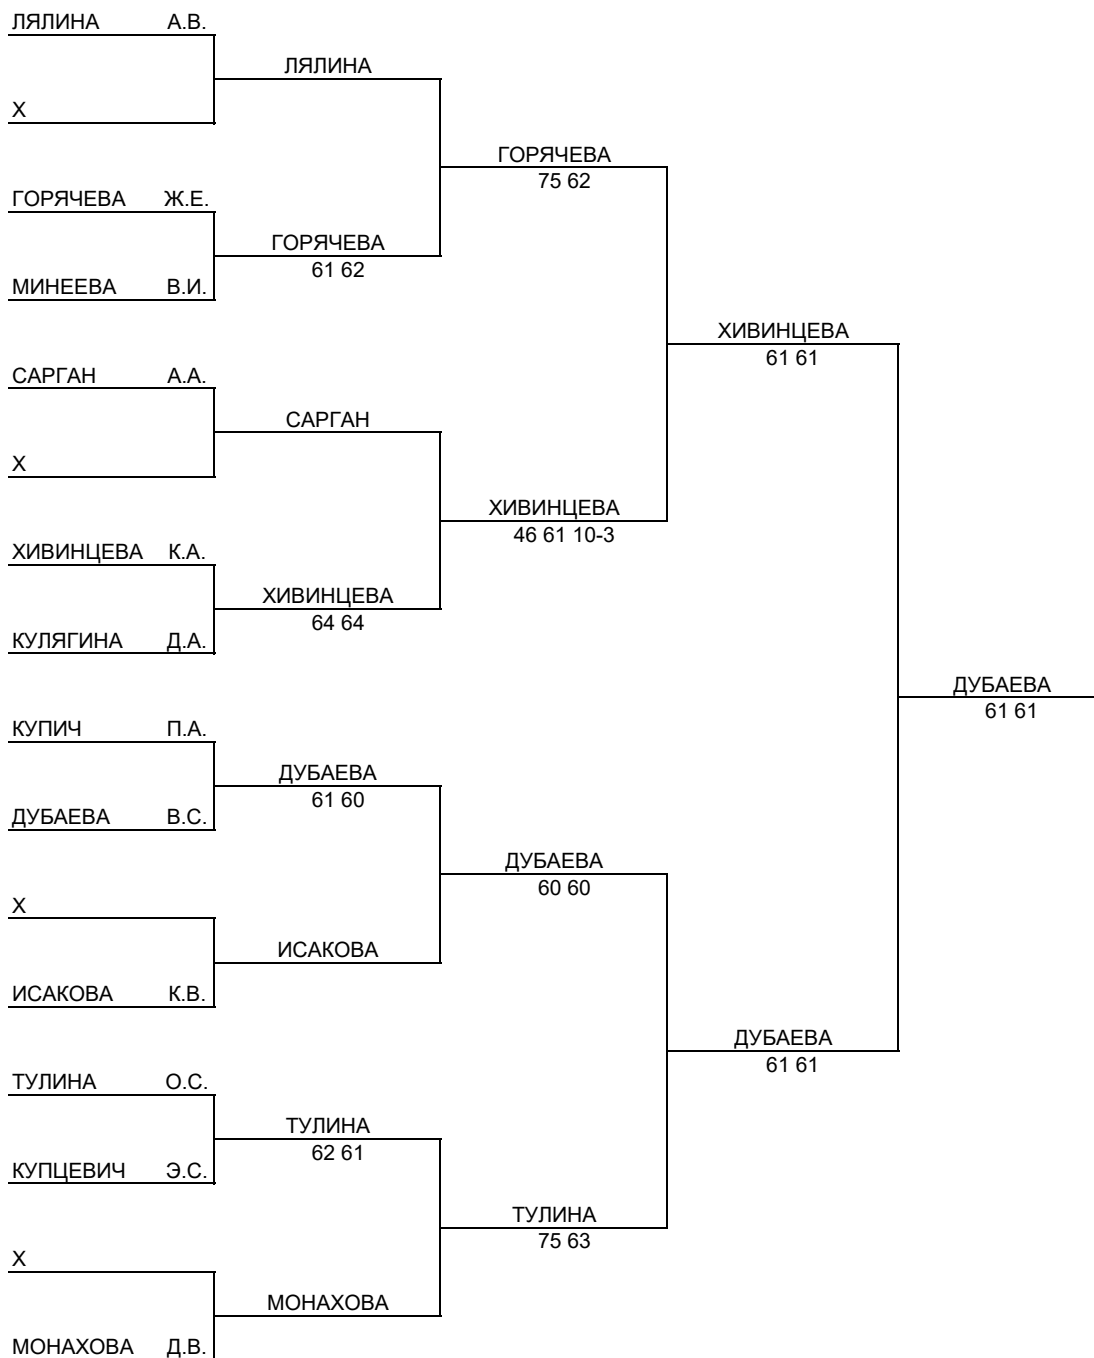 ЛЯЛИНА А.В.
ЛЯЛИНА
Х
ГОРЯЧЕВА
75 62
ГОРЯЧЕВА Ж.Е.
ГОРЯЧЕВА
61 62
МИНЕЕВА В.И.
ХИВИНЦЕВА
61 61
САРГАН А.А.
САРГАН
Х
ХИВИНЦЕВА
46 61 10-3
ХИВИНЦЕВА К.А.
ХИВИНЦЕВА
64 64
КУЛЯГИНА Д.А.
ДУБАЕВА
61 61
КУПИЧ П.А.
ДУБАЕВА
61 60
ДУБАЕВА В.С.
ДУБАЕВА
60 60
Х
ИСАКОВА
ИСАКОВА К.В.
ДУБАЕВА
61 61
ТУЛИНА О.С.
ТУЛИНА
62 61
КУПЦЕВИЧ Э.С.
ТУЛИНА
75 63
Х
МОНАХОВА
МОНАХОВА Д.В.